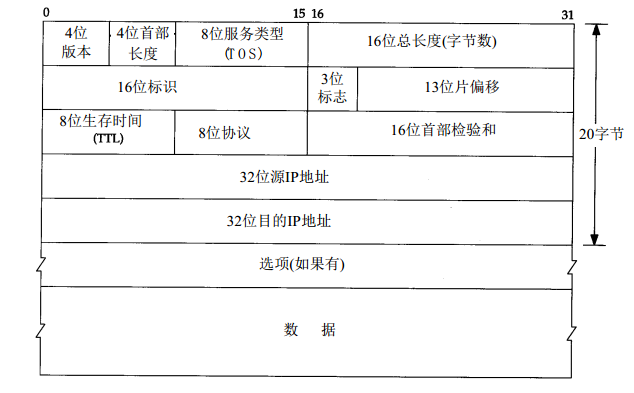 0 15 16 31
4位 4位首部 8位服务类型 16位总长度(字节数)
版本 长度 (TOS)
16位标识 3位 13位片偏移
标志
8位生存时间 8位协议 16位首部检验和
(TTL)
20字节
32位源IP地址
32位目的IP地址
选项(如果有)
数 据